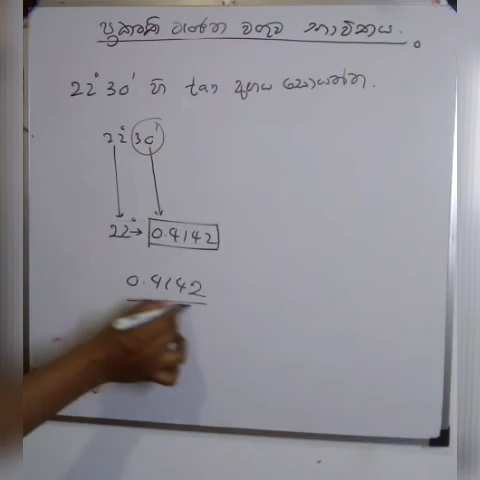 ප්‍රකෘති ටැන්ජන වගුව භාවිතය.
22° 30' හි tan අගය සොයන්න.
22° 30'
22° → 0.4142
0.4142